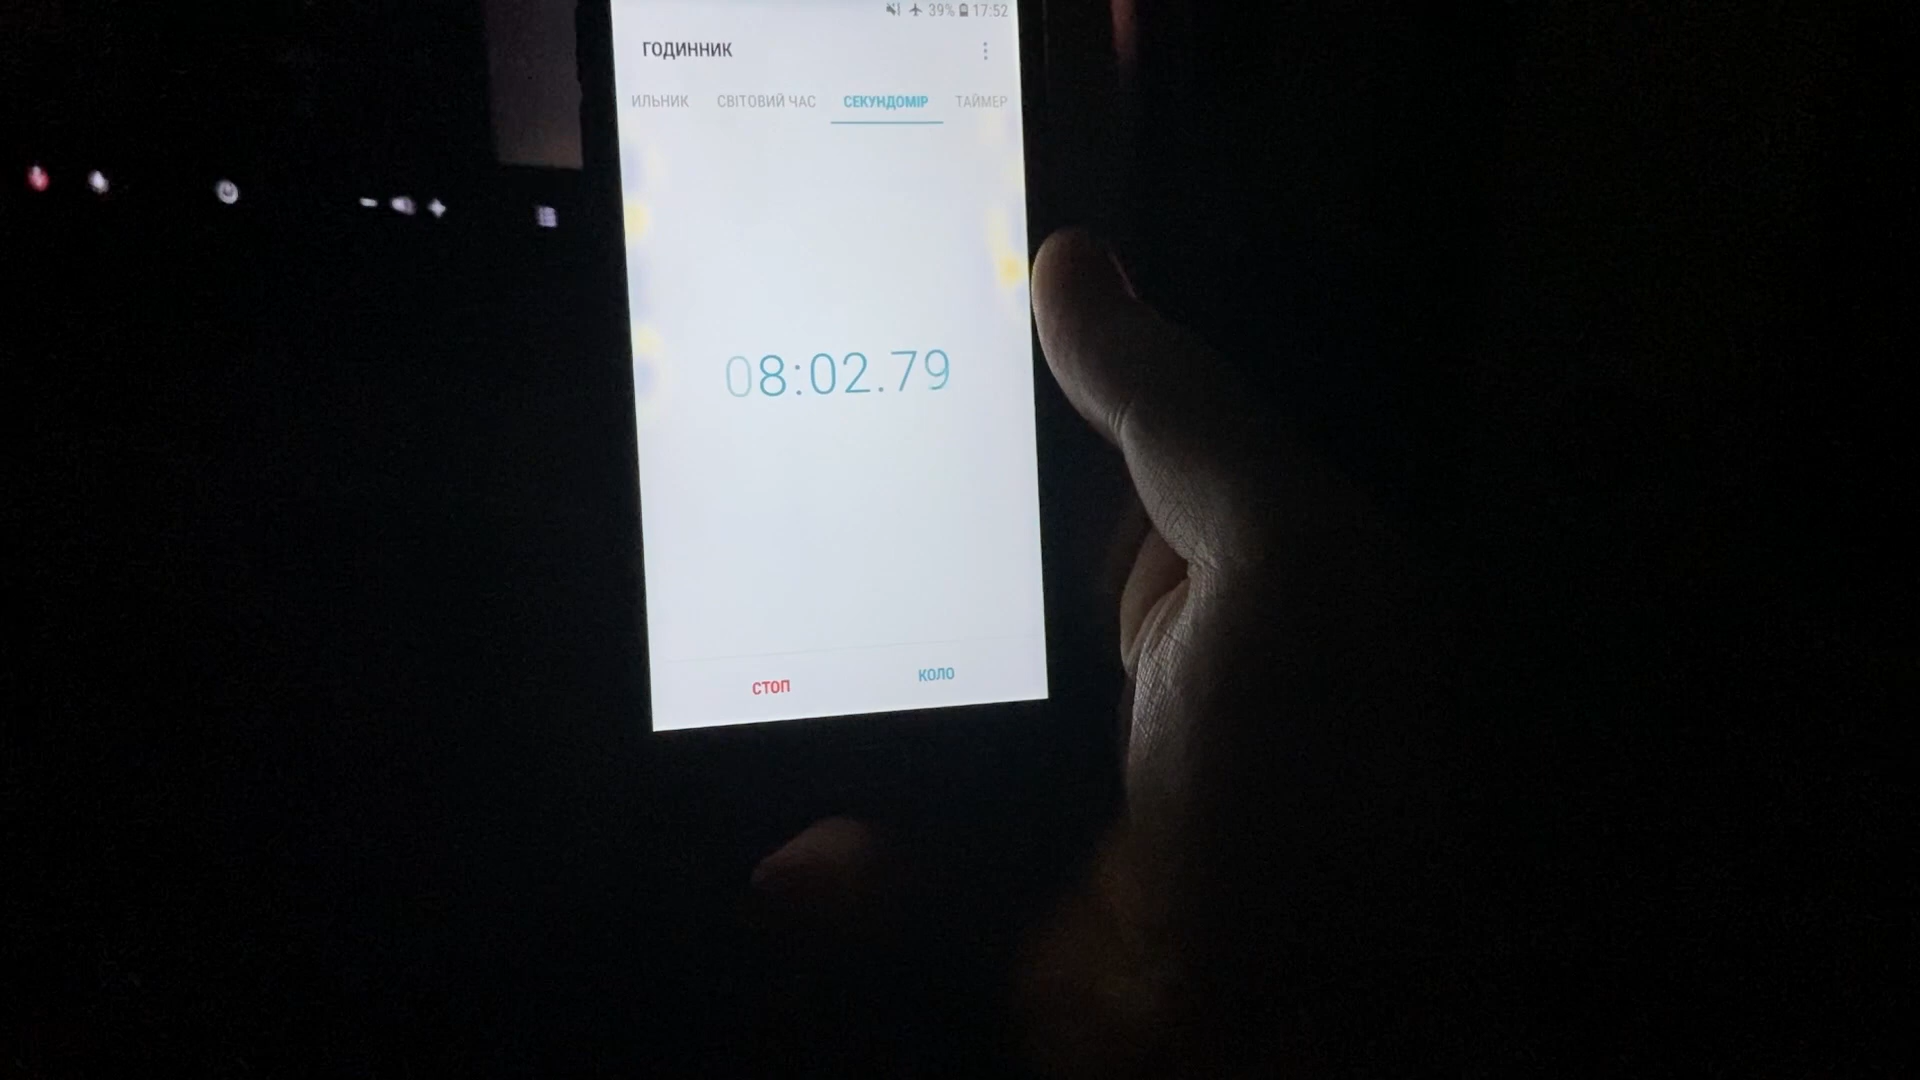 39% 17:52
ГОДИННИК
ИЛЬНИК СВІТОВИЙ ЧАС СЕКУНДОМІР ТАЙМЕР
08:02.79
СТОП КОЛО